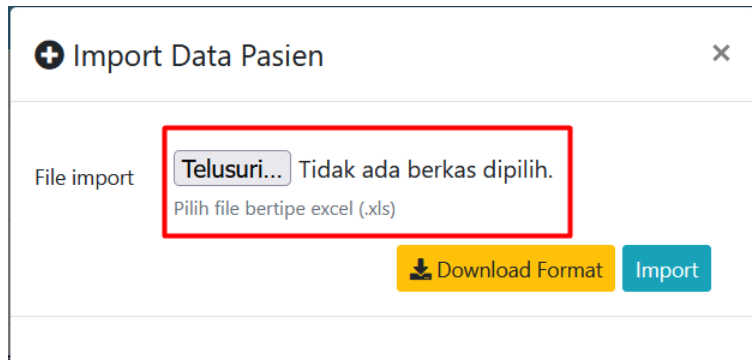 Import Data Pasien
×
File import
Telusuri... Tidak ada berkas dipilih.
Pilih file bertipe excel (.xls)
Download Format
Import